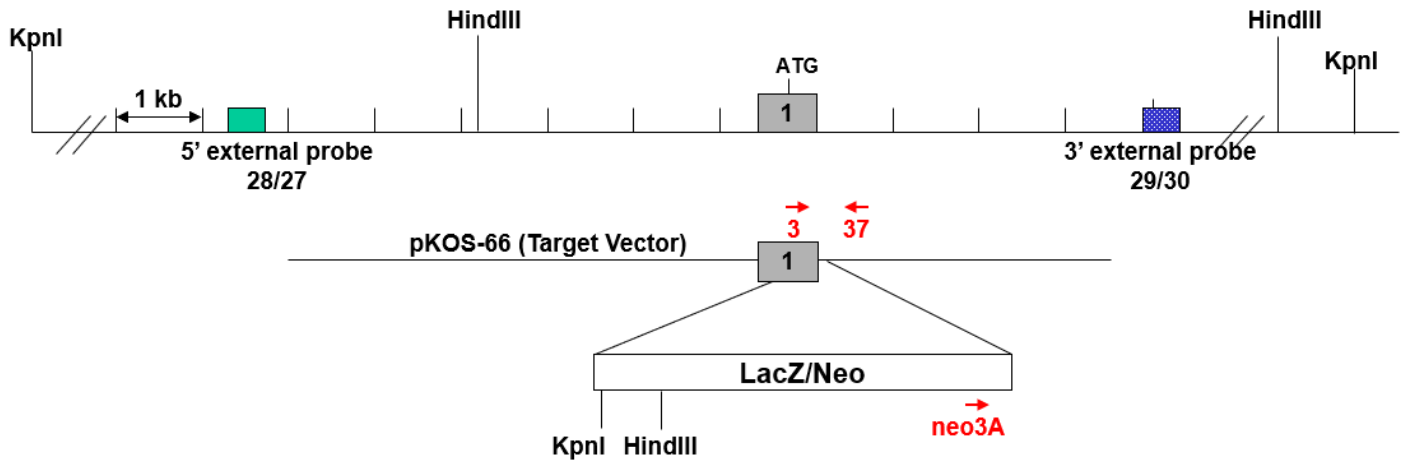 HindIII
HindIII
KpnI
KpnI
ATG
1 kb
1
5’ external probe
28/27
3’ external probe
29/30
3
37
pKOS-66 (Target Vector)
1
LacZ/Neo
neo3A
KpnI
HindIII